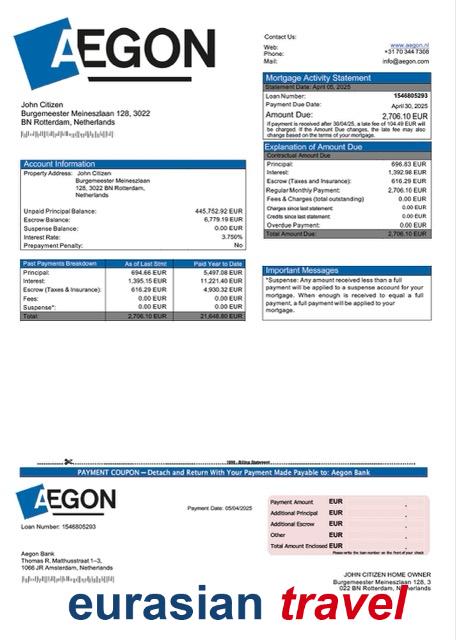 AEGON
Contact Us:
Web: www.aegon.nl
Phone: +31 70 344 7308
Mail: info@aegon.com
Mortgage Activity Statement
Statement Date: April 05, 2025
Loan Number: 1546805293
Payment Due Date: April 30, 2025
Amount Due: 2,706.10 EUR
If payment is received after 30/04/25, a late fee of 104.49 EUR will
be charged. If the Amount Due changes, the late fee may also
change based on the terms of your mortgage.
John Citizen
Burgemeester Meineszlaan 128, 3022
BN Rotterdam, Netherlands
Explanation of Amount Due
Contractual Amount Due
Principal: 696.83 EUR
Interest: 1,392.98 EUR
Escrow (Taxes and Insurance): 616.29 EUR
Regular Monthly Payment: 2,706.10 EUR
Fees & Charges (total outstanding) 0.00 EUR
Charges since last statement: 0.00 EUR
Credits since last statement: 0.00 EUR
Overdue Payment: 0.00 EUR
Total Amount Due: 2,706.10 EUR
Account Information
Property Address: John Citizen
Burgemeester Meineszlaan
128, 3022 BN Rotterdam,
Netherlands
Unpaid Principal Balance: 445,752.92 EUR
Escrow Balance: 6,779.19 EUR
Suspense Balance: 0.00 EUR
Interest Rate: 3.750%
Prepayment Penalty: No
Past Payments Breakdown As of Last Stmt Paid Year to Date
Principal: 694.66 EUR 5,497.08 EUR
Interest: 1,395.15 EUR 11,221.40 EUR
Escrow (Taxes & Insurance): 616.29 EUR 4,930.32 EUR
Fees: 0.00 EUR 0.00 EUR
Suspense*: 0.00 EUR 0.00 EUR
Total: 2,706.10 EUR 21,648.80 EUR
Important Messages
*Suspense: Any amount received less than a full
payment will be applied to a suspense account for your
mortgage. When enough is received to equal a full
payment, a full payment will be applied to your
mortgage.
Billing Statement
PAYMENT COUPON – Detach and Return With Your Payment Made Payable to: Aegon Bank
AEGON
Payment Date: 05/04/2025
Loan Number: 1546805293
Payment Amount EUR .
Additional Principal EUR .
Additional Escrow EUR .
Other EUR .
Total Amount Enclosed EUR .
Please write the loan number on the front of your check
Aegon Bank
Thomas R. Malthusstraat 1–3,
1066 JR Amsterdam, Netherlands
JOHN CITIZEN HOME OWNER
Burgemeester Meineszlaan 128, 3
022 BN Rotterdam, Netherlands
eurasian travel